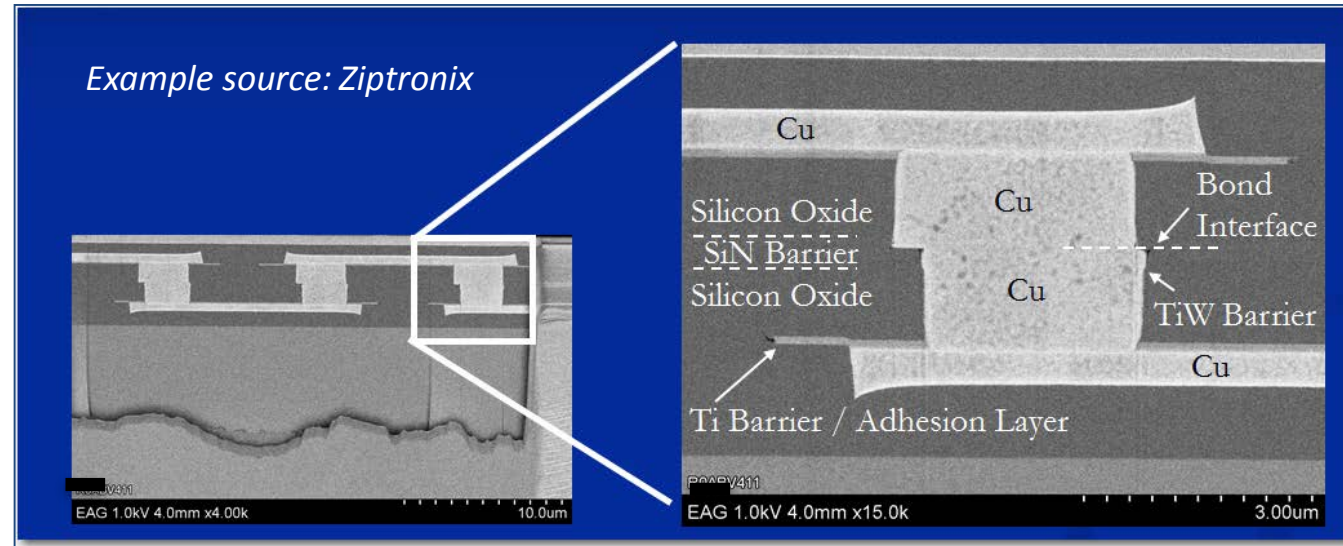 Example source: Ziptronix
EAG 1.0kV 4.0mm x4.00k 10.0um
Cu
Cu
Bond
Interface
Silicon Oxide
SiN Barrier
Silicon Oxide
Cu
TiW Barrier
Cu
Ti Barrier / Adhesion Layer
EAG 1.0kV 4.0mm x15.0k 3.00um